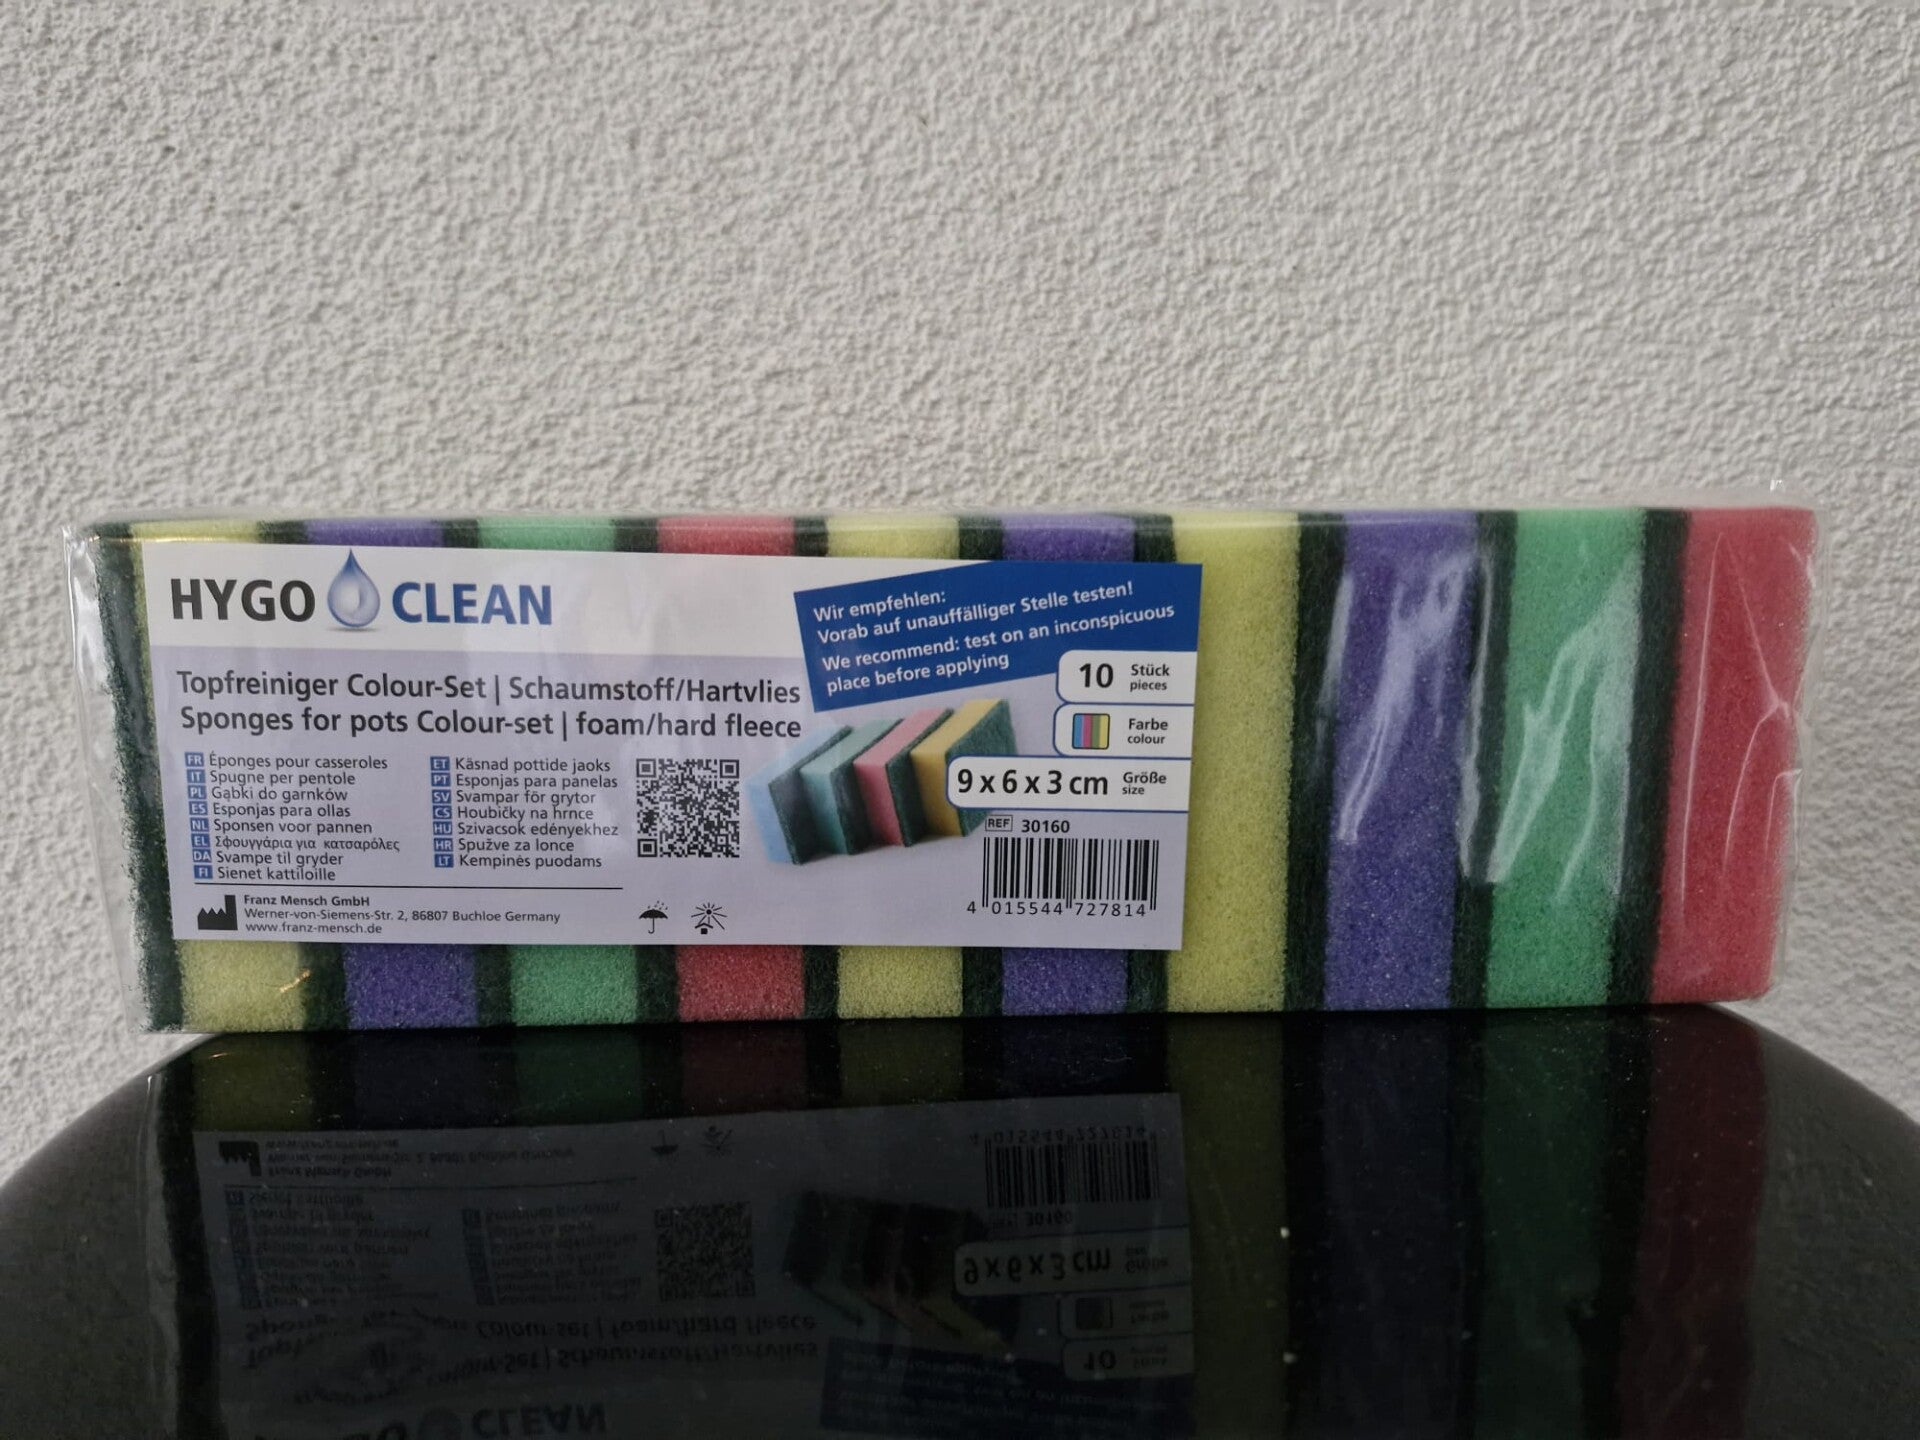 HYGO CLEAN
Wir empfehlen:
Vorab auf unauffälliger Stelle testen!
We recommend: test on an inconspicuous
place before applying
Topfreiniger Colour-Set | Schaumstoff/Hartvlies
Sponges for pots Colour-set | foam/hard fleece
10 Stück
pieces
Farbe
colour
9 x 6 x 3 cm Größe
size
FR Éponges pour casseroles
IT Spugne per pentole
PL Gąbki do garnków
ES Esponjas para ollas
NL Sponsen voor pannen
EL Σφουγγάρια για κατσαρόλες
DA Svampe til gryder
FI Sienet kattiloille
ET Käsnad pottide jaoks
PT Esponjas para panelas
SV Svampar för grytor
CS Houbičky na hrnce
HU Szivacsok edényekhez
HR Spužve za lonce
LT Kempinės puodams
REF 30160
4 015544 727814
Franz Mensch GmbH
Werner-von-Siemens-Str. 2, 86807 Buchloe Germany
www.franz-mensch.de